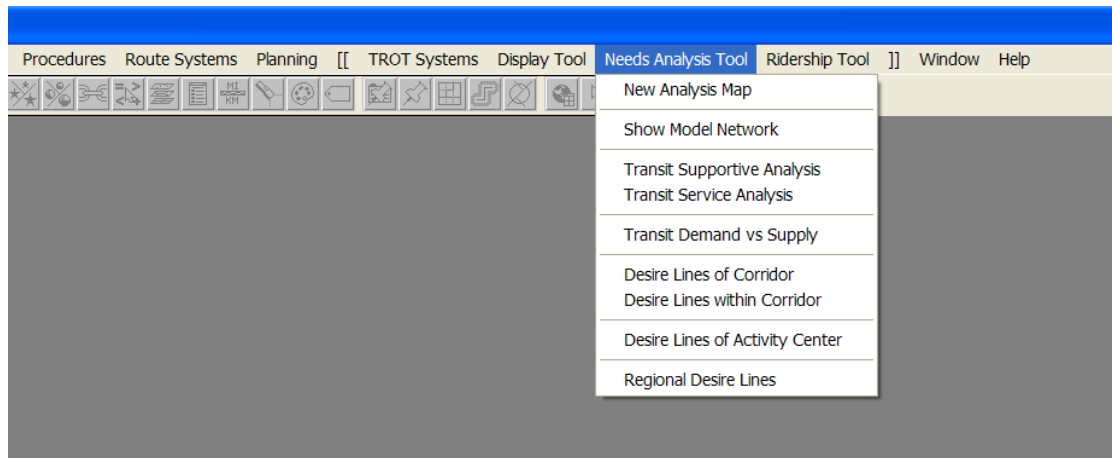 Procedures Route Systems Planning [[ TROT Systems Display Tool Needs Analysis Tool Ridership Tool ]] Window Help
MI
KM
New Analysis Map
Show Model Network
Transit Supportive Analysis
Transit Service Analysis
Transit Demand vs Supply
Desire Lines of Corridor
Desire Lines within Corridor
Desire Lines of Activity Center
Regional Desire Lines